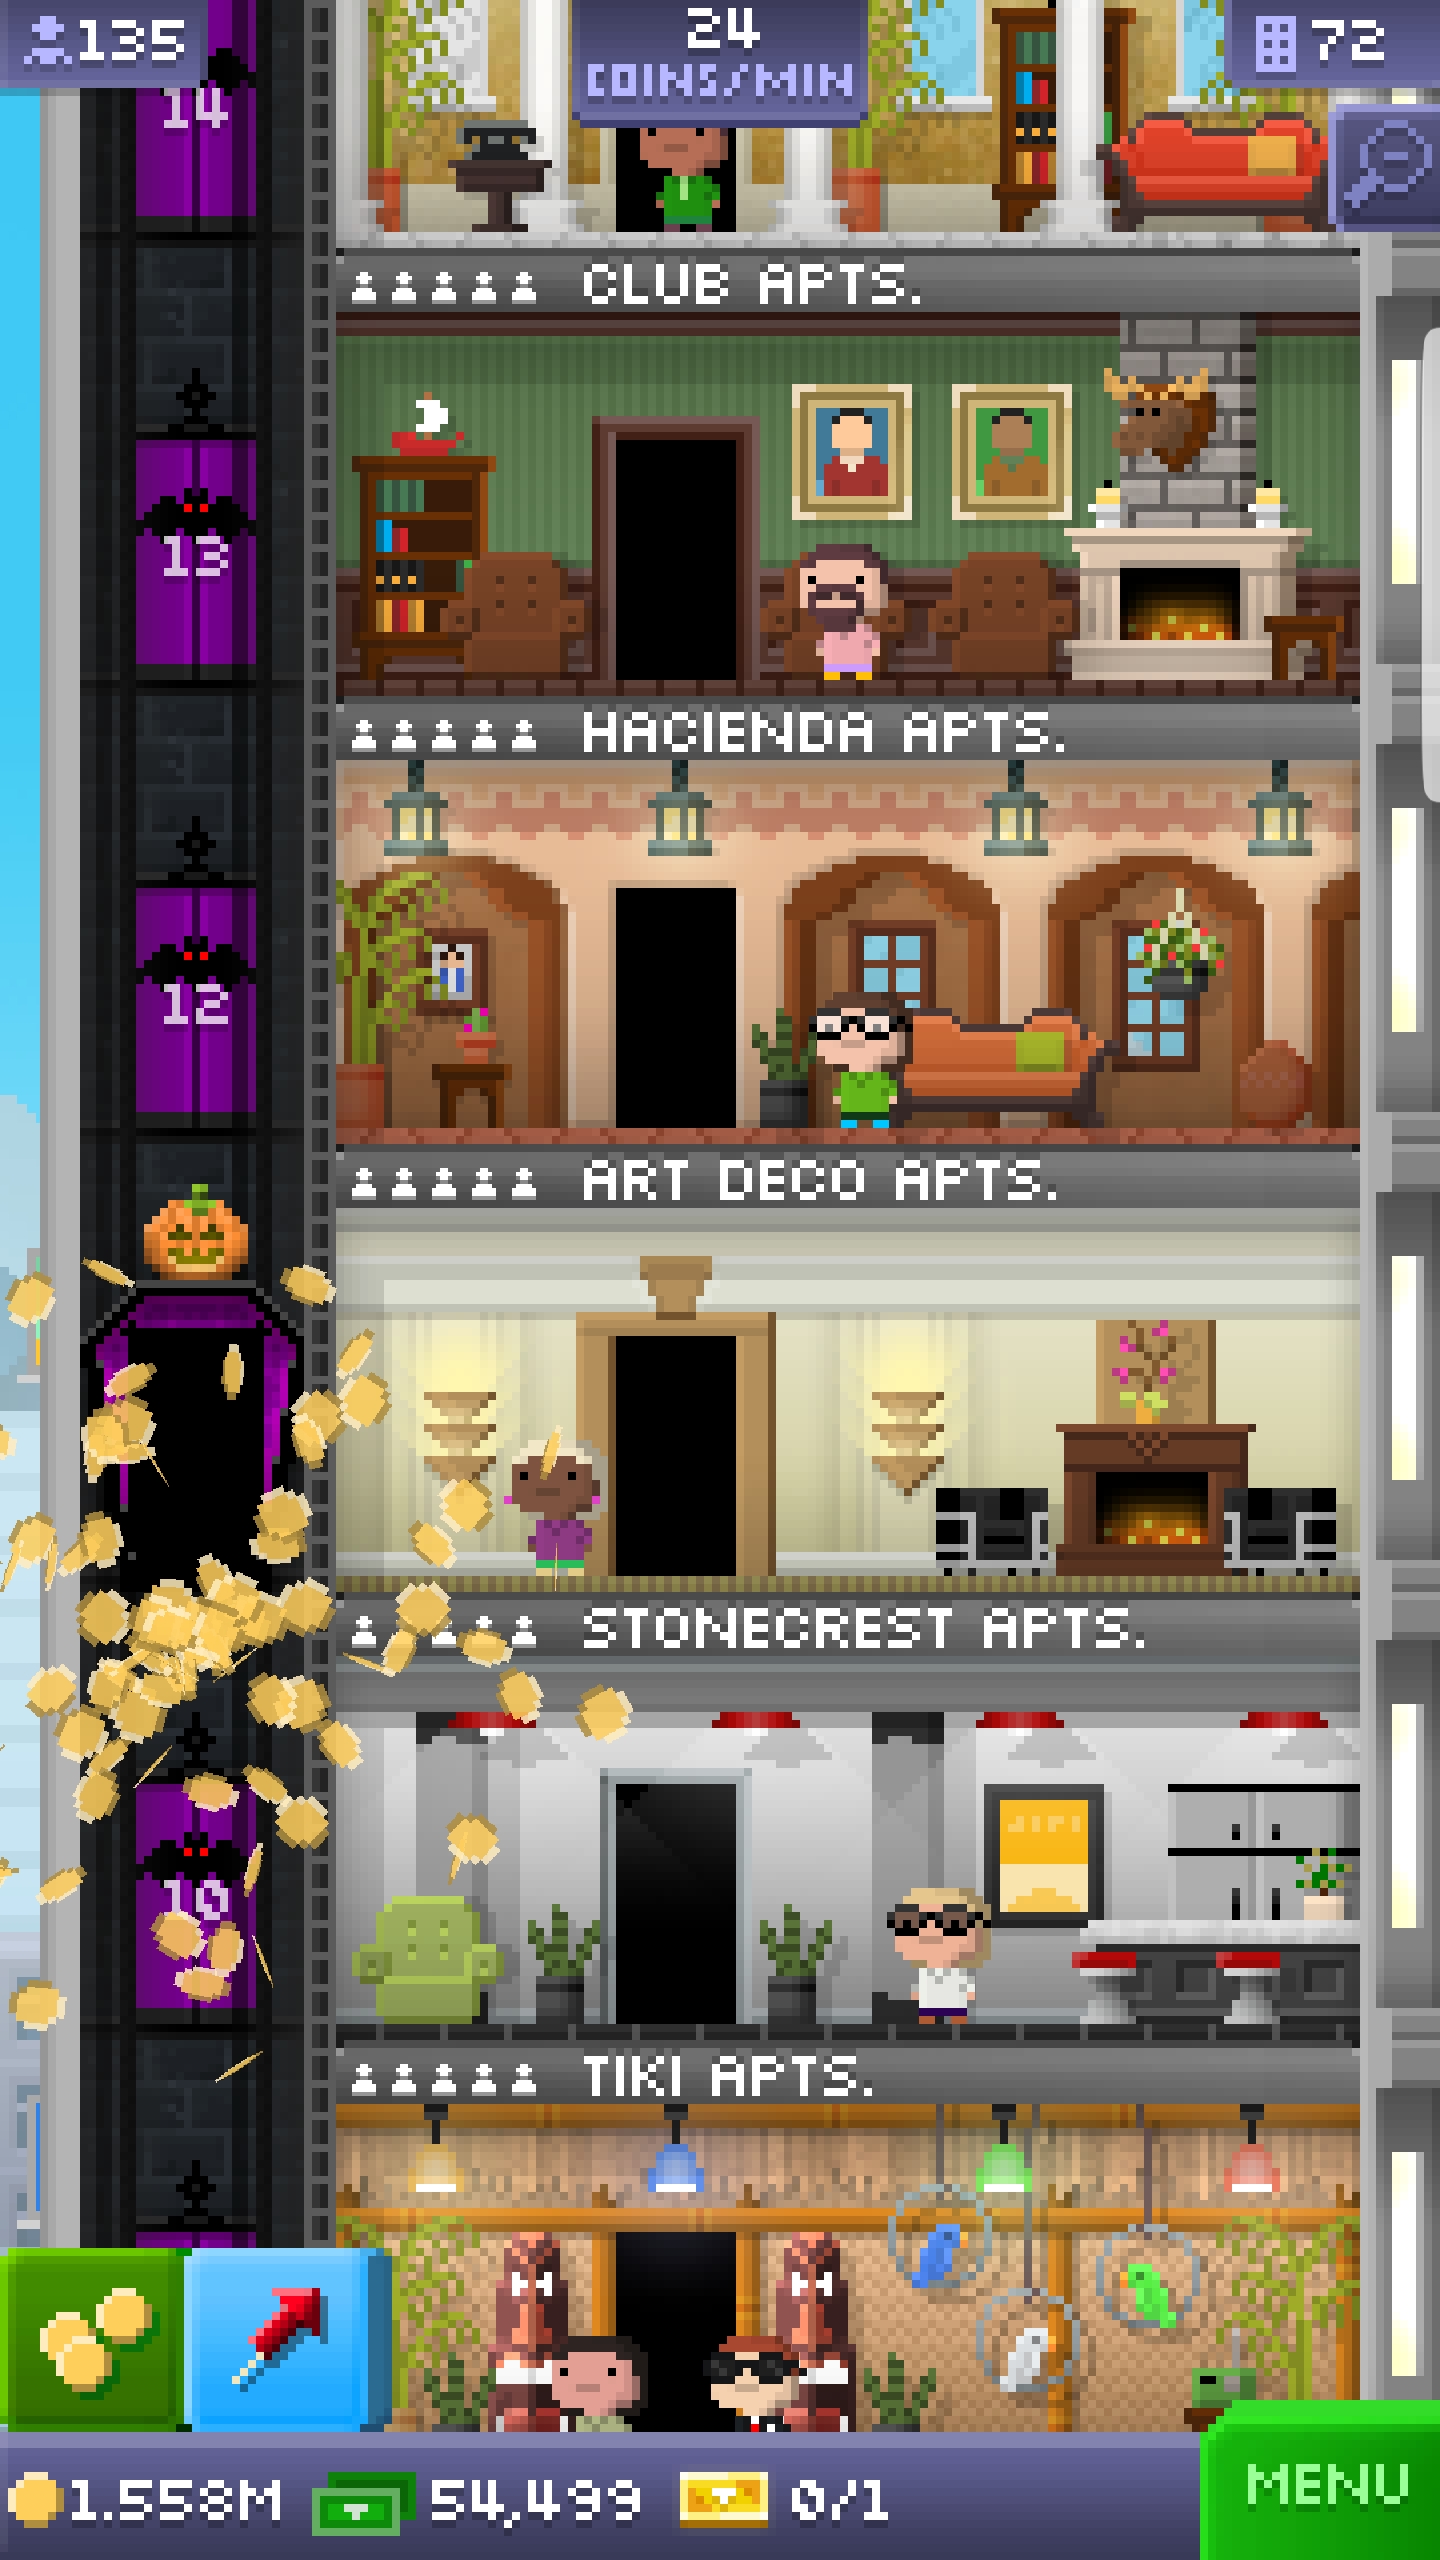 135
24
COINS/MIN
72
14
CLUB APTS.
13
HACIENDA APTS.
12
ART DECO APTS.
STONECREST APTS.
10
TIKI APTS.
1.558M
54,499
0/1
MENU